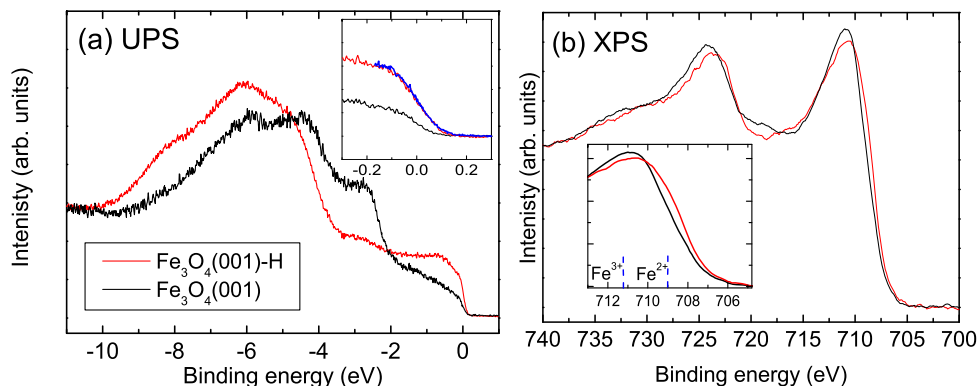 (a) UPS
Intenisty (arb. units)
-0.2 0.0 0.2
Fe₃O₄(001)-H
Fe₃O₄(001)
-10 -8 -6 -4 -2 0
Binding energy (eV)
(b) XPS
Intenisty (arb. units)
Fe³⁺ Fe²⁺
712 710 708 706
740 735 730 725 720 715 710 705 700
Binding energy (eV)